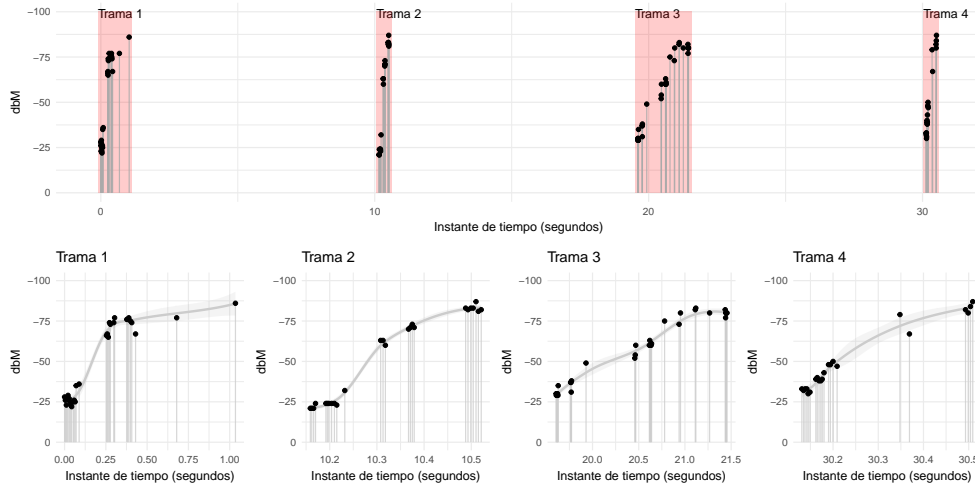 Trama 1 Trama 2 Trama 3 Trama 4
−100
−75
−50
−25
0
dbM
0 10 20 30
Instante de tiempo (segundos)
Trama 1
−100
−75
−50
−25
0
dbM
0.00 0.25 0.50 0.75 1.00
Instante de tiempo (segundos)
Trama 2
−100
−75
−50
−25
0
dbM
10.2 10.3 10.4 10.5
Instante de tiempo (segundos)
Trama 3
−100
−75
−50
−25
0
dbM
20.0 20.5 21.0 21.5
Instante de tiempo (segundos)
Trama 4
−100
−75
−50
−25
0
dbM
30.2 30.3 30.4 30.5
Instante de tiempo (segundos)